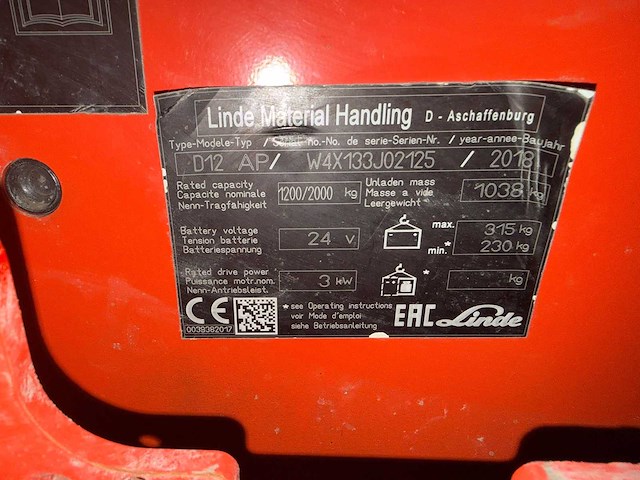 Linde Material Handling D - Aschaffenburg
Type-Modele-Typ / Serial no.-No. de serie-Serien-Nr. / year-annee-Baujahr
D12 AP / W4X133J02125 / 2018
Rated capacity
Capacite nominale
Nenn-Tragfähigkeit
1200/2000 kg
Unladen mass
Masse a vide
Leergewicht
1038 kg
Battery voltage
Tension batterie
Batteriespannung
24 V
max. 315 kg
min.* 230 kg
Rated drive power
Puissance motr.nom.
Nenn-Antriebsleist.
3 kW
* kg
CE
0039382017
* see Operating instructions
voir Mode d'emploi
siehe Betriebsanleitung
EAC Linde